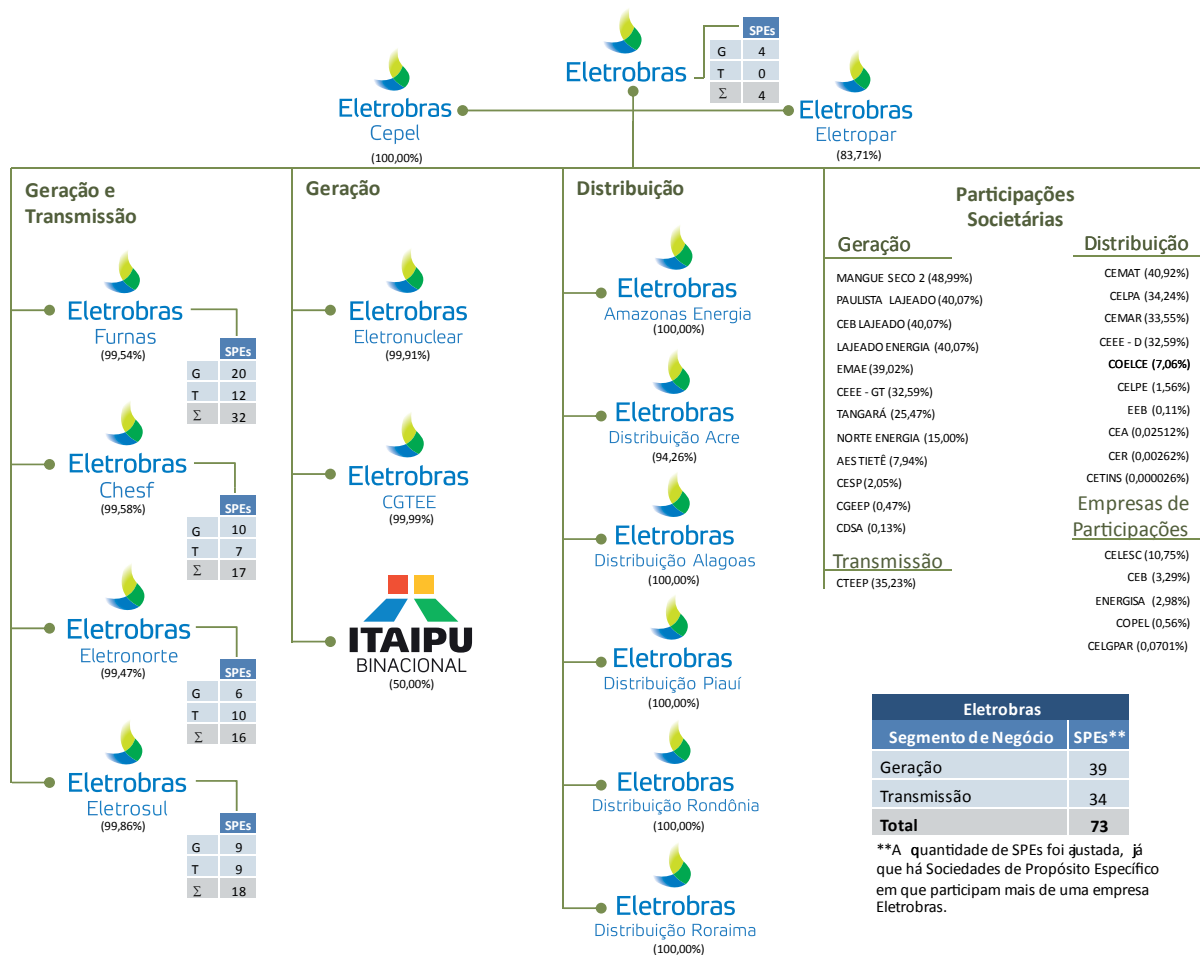 Eletrobras
SPEs
G 4
T 0
Σ 4
Eletrobras
Cepel
(100,00%)
Eletrobras
Eletropar
(83,71%)
Geração e
Transmissão
Eletrobras
Furnas
(99,54%)
SPEs
G 20
T 12
Σ 32
Eletrobras
Chesf
(99,58%)
SPEs
G 10
T 7
Σ 17
Eletrobras
Eletronorte
(99,47%)
SPEs
G 6
T 10
Σ 16
Eletrobras
Eletrosul
(99,86%)
SPEs
G 9
T 9
Σ 18
Geração
Eletrobras
Eletronuclear
(99,91%)
Eletrobras
CGTEE
(99,99%)
ITAIPU
BINACIONAL
(50,00%)
Distribuição
Eletrobras
Amazonas Energia
(100,00%)
Eletrobras
Distribuição Acre
(94,26%)
Eletrobras
Distribuição Alagoas
(100,00%)
Eletrobras
Distribuição Piauí
(100,00%)
Eletrobras
Distribuição Rondônia
(100,00%)
Eletrobras
Distribuição Roraima
(100,00%)
Participações
Societárias
Geração
MANGUE SECO 2 (48,99%)
PAULISTA LAJEADO (40,07%)
CEB LAJEADO (40,07%)
LAJEADO ENERGIA (40,07%)
EMAE (39,02%)
CEEE - GT (32,59%)
TANGARÁ (25,47%)
NORTE ENERGIA (15,00%)
AES TIETÊ (7,94%)
CESP (2,05%)
CGEEP (0,47%)
CDSA (0,13%)
Transmissão
CTEEP (35,23%)
Distribuição
CEMAT (40,92%)
CELPA (34,24%)
CEMAR (33,55%)
CEEE - D (32,59%)
COELCE (7,06%)
CELPE (1,56%)
EEB (0,11%)
CEA (0,02512%)
CER (0,00262%)
CETINS (0,000026%)
Empresas de
Participações
CELESC (10,75%)
CEB (3,29%)
ENERGISA (2,98%)
COPEL (0,56%)
CELGPAR (0,0701%)
Eletrobras
Segmento de Negócio SPEs**
Geração 39
Transmissão 34
Total 73
**A quantidade de SPEs foi ajustada, já
que há Sociedades de Propósito Específico
em que participam mais de uma empresa
Eletrobras.